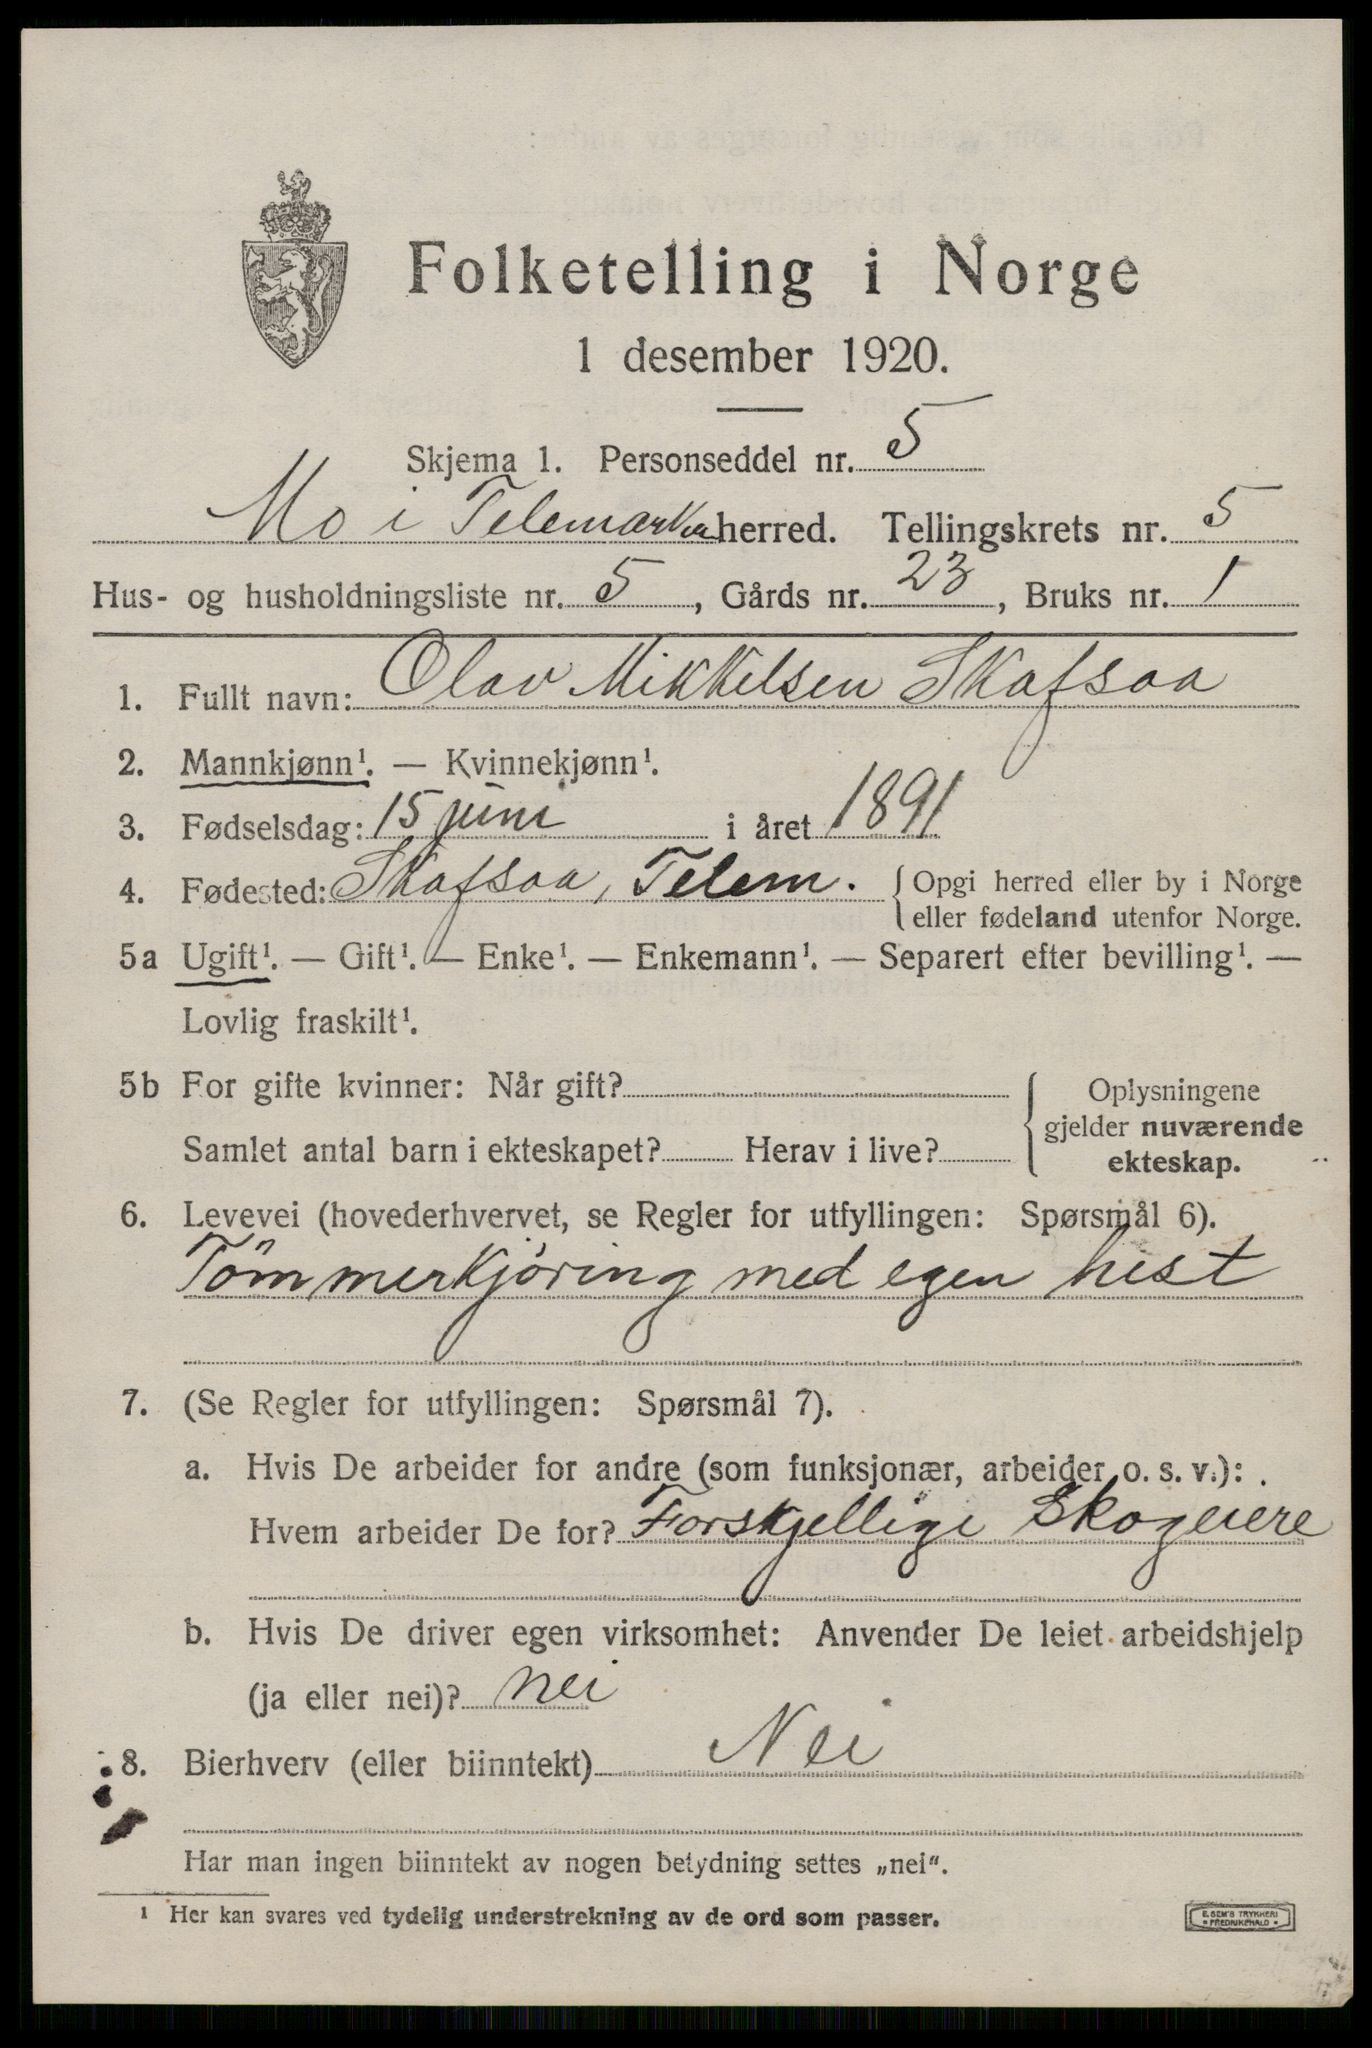 Folketelling i Norge
1 desember 1920.
Skjema 1. Personseddel nr. 5
Mo i Telemarken herred. Tellingskrets nr. 5
Hus- og husholdningsliste nr. 5, Gårds nr. 23, Bruks nr. 1
1. Fullt navn: Olav Mikkelsen Skafsaa
2. Mannkjønn¹. — Kvinnekjønn¹.
3. Fødselsdag: 15 juni i året 1891
4. Fødested: Skafsaa, Telem. { Opgi herred eller by i Norge
eller fødeland utenfor Norge.
5a Ugift¹. — Gift¹. — Enke¹. — Enkemann¹. — Separert efter bevilling¹. —
Lovlig fraskilt¹.
5b For gifte kvinner: Når gift?
Samlet antal barn i ekteskapet? Herav i live?
Oplysningene
gjelder nuværende
ekteskap.
6. Levevei (hovederhvervet, se Regler for utfyllingen: Spørsmål 6).
Tömmerkjöring med egen hest
7. (Se Regler for utfyllingen: Spørsmål 7).
a. Hvis De arbeider for andre (som funksjonær, arbeider o. s. v.):
Hvem arbeider De for? Forskjellige Skogeiere
b. Hvis De driver egen virksomhet: Anvender De leiet arbeidshjelp
(ja eller nei)? nei
8. Bierhverv (eller biinntekt) Nei
Har man ingen biinntekt av nogen betydning settes „nei“.
¹ Her kan svares ved tydelig understrekning av de ord som passer.
E. SEM'S TRYKKERI
• FREDRIKSHALD •